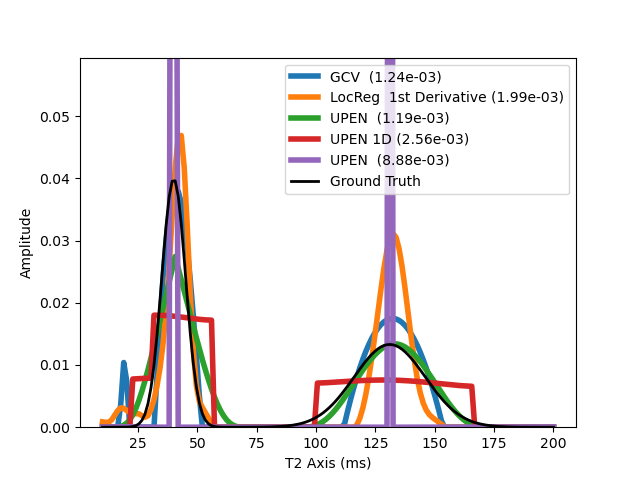 GCV  (1.24e-03)
LocReg  1st Derivative (1.99e-03)
UPEN  (1.19e-03)
UPEN 1D (2.56e-03)
UPEN  (8.88e-03)
Ground Truth
Amplitude
0.05
0.04
0.03
0.02
0.01
0.00
25 50 75 100 125 150 175 200
T2 Axis (ms)